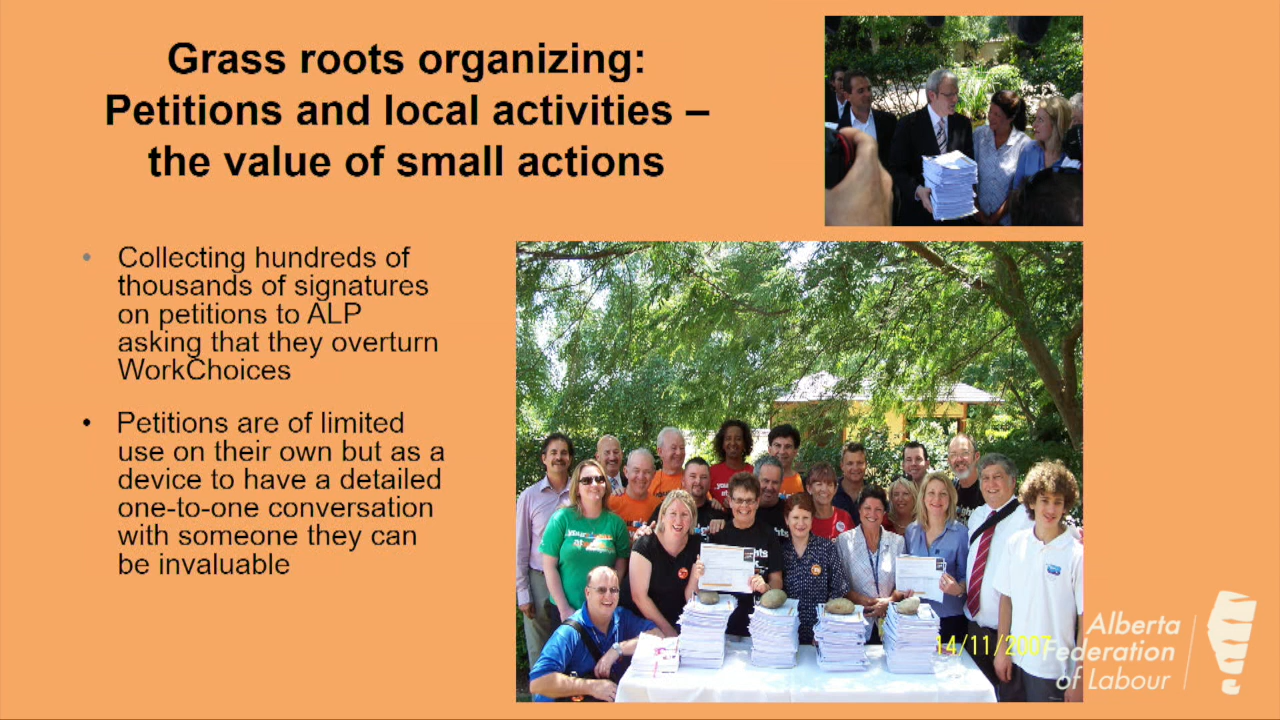 Grass roots organizing:
Petitions and local activities –
the value of small actions
• Collecting hundreds of
thousands of signatures
on petitions to ALP
asking that they overturn
WorkChoices
• Petitions are of limited
use on their own but as a
device to have a detailed
one-to-one conversation
with someone they can
be invaluable
14/11/2007
Alberta
Federation
of Labour